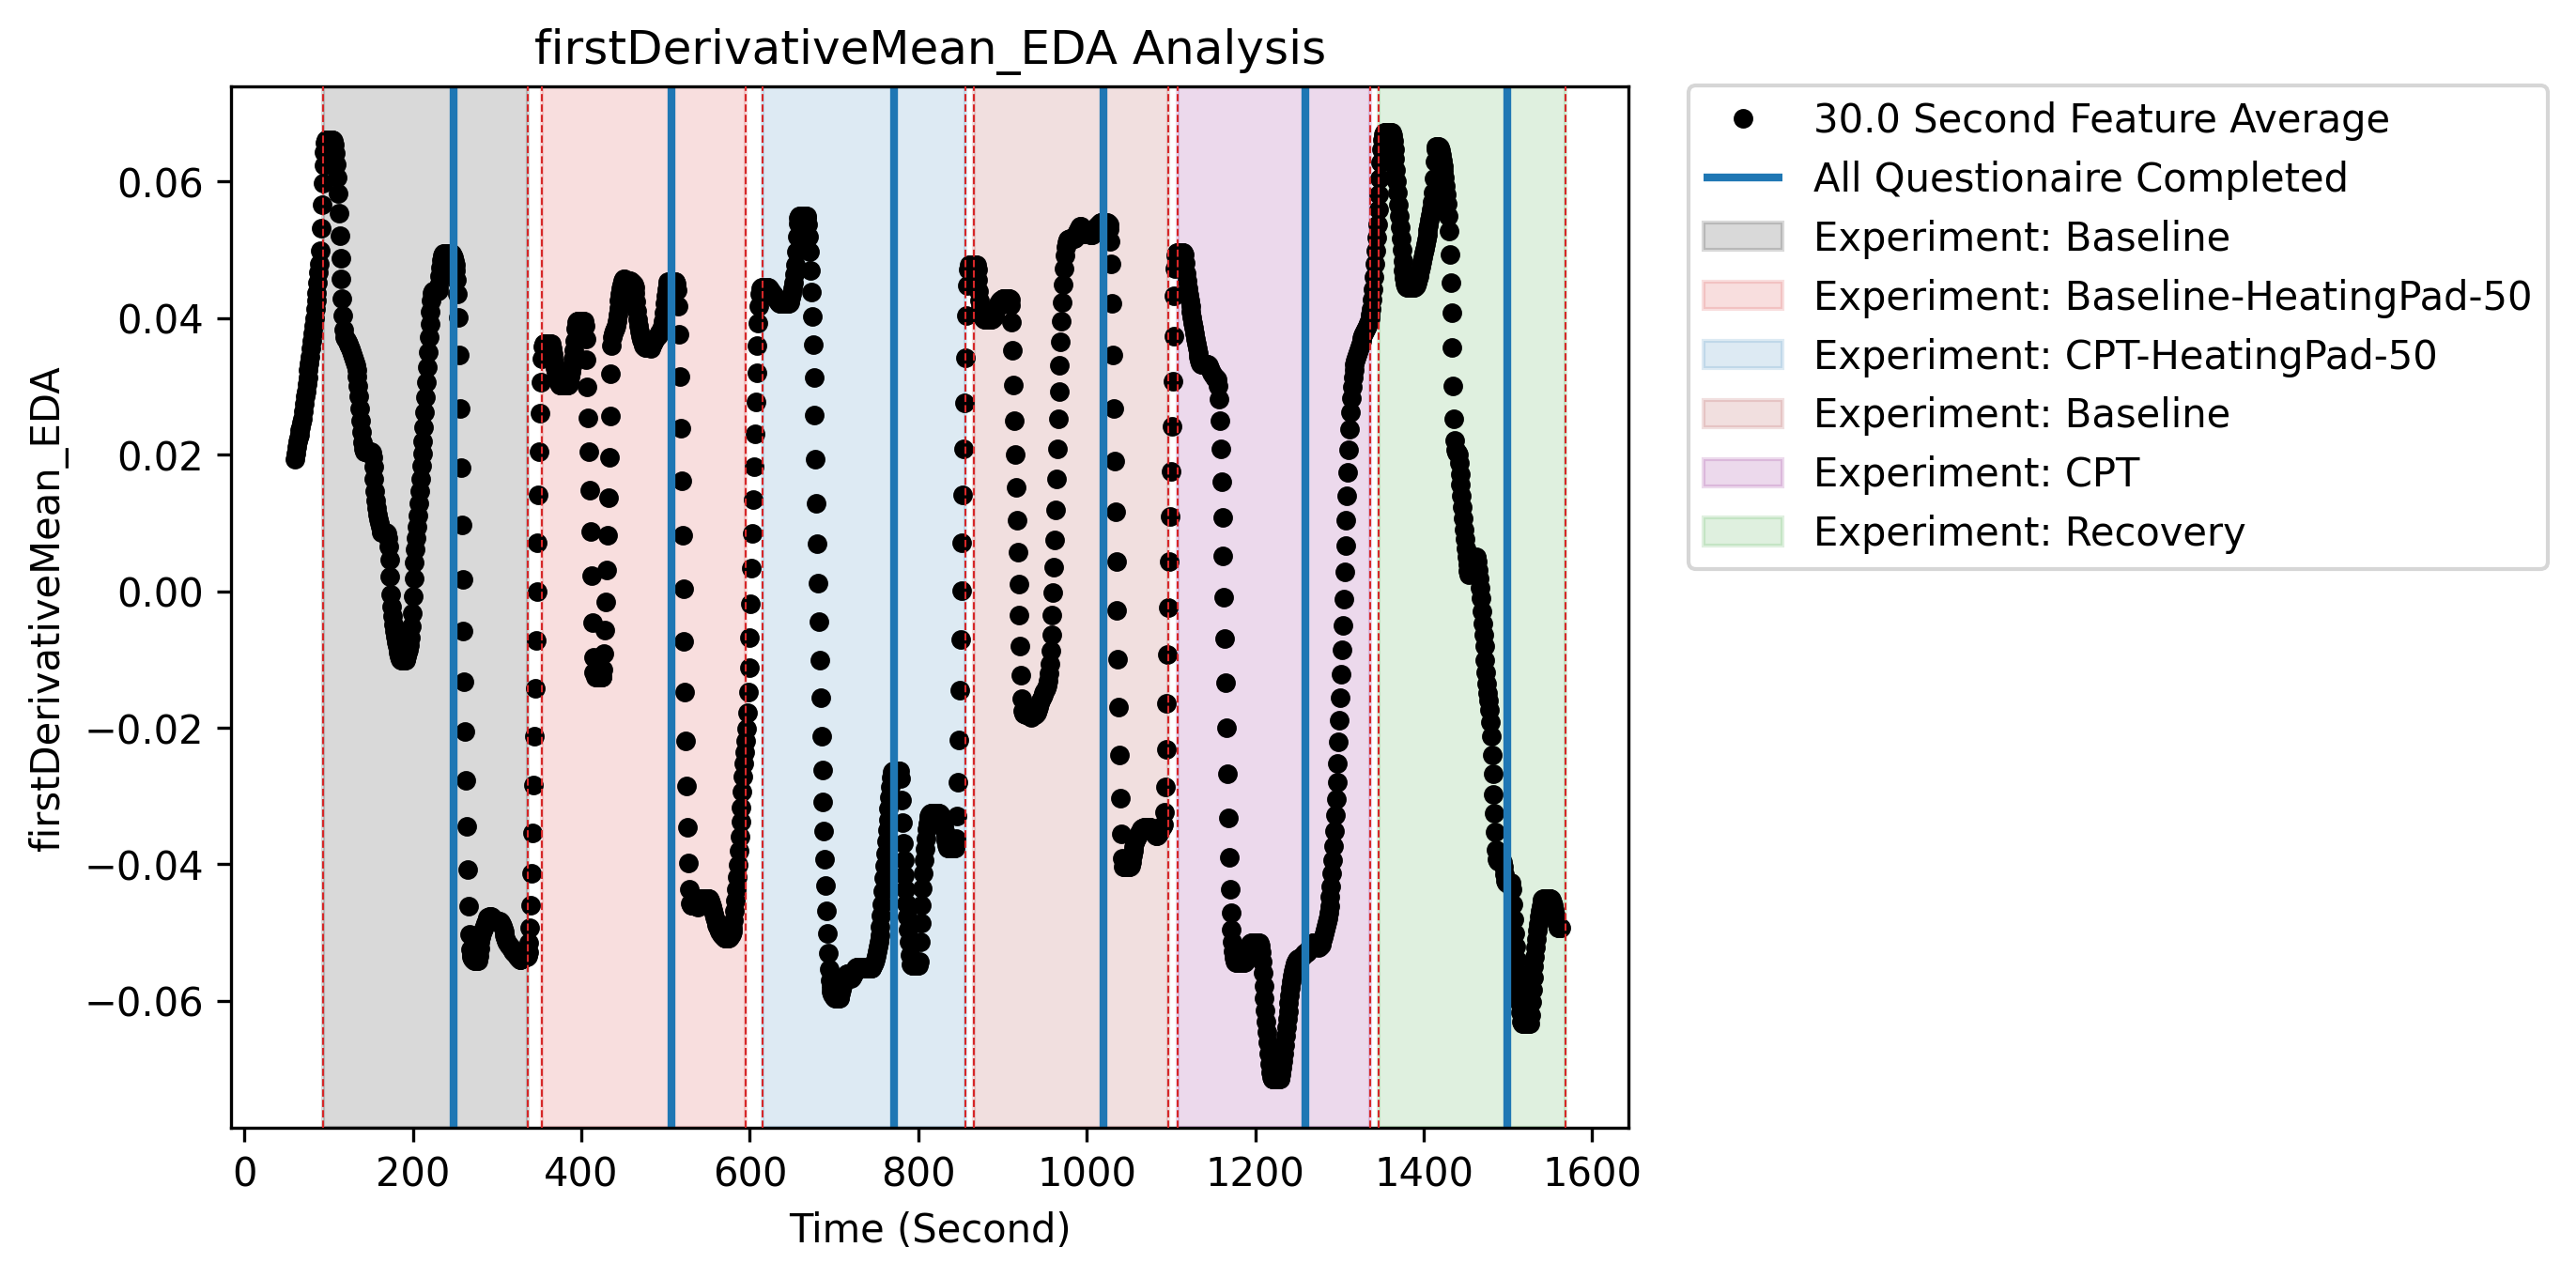 firstDerivativeMean_EDA Analysis
firstDerivativeMean_EDA
0.06
0.04
0.02
0.00
−0.02
−0.04
−0.06
0 200 400 600 800 1000 1200 1400 1600
Time (Second)
30.0 Second Feature Average
All Questionaire Completed
Experiment: Baseline
Experiment: Baseline-HeatingPad-50
Experiment: CPT-HeatingPad-50
Experiment: Baseline
Experiment: CPT
Experiment: Recovery